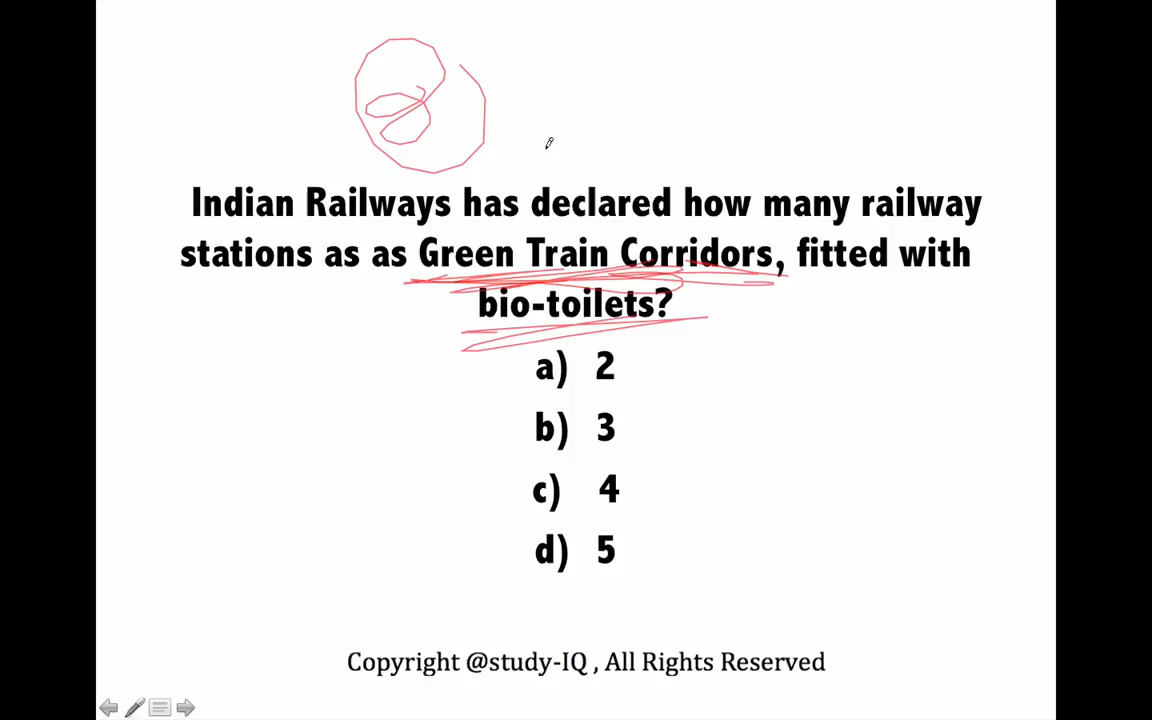 Indian Railways has declared how many railway
stations as as Green Train Corridors, fitted with
bio-toilets?
a) 2
b) 3
c) 4
d) 5
Copyright @study-IQ , All Rights Reserved